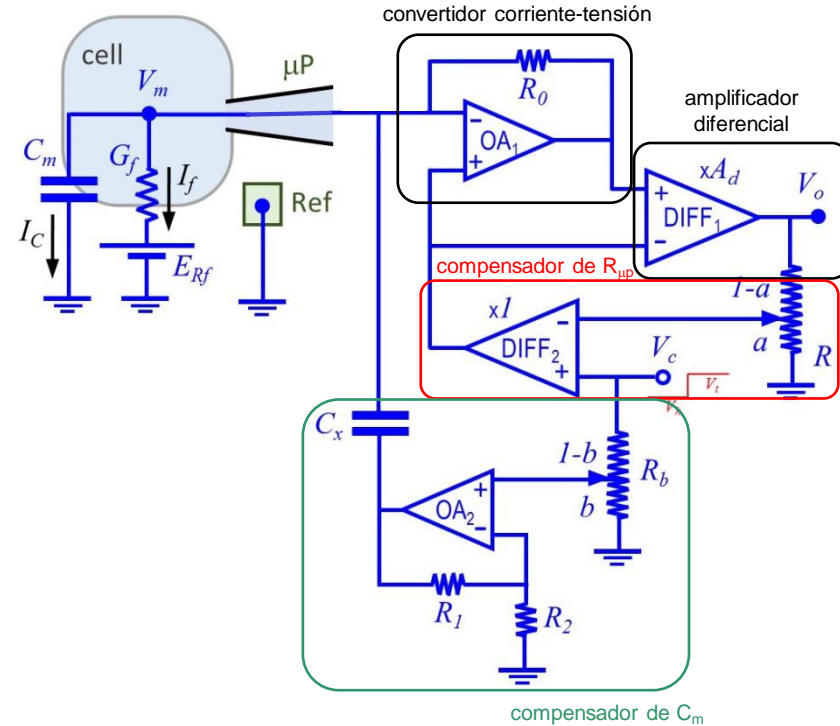 convertidor corriente-tensión
cell
V_m
μP
R_0
OA_1
-
+
amplificador
diferencial
xA_d
V_o
DIFF_1
+
-
C_m
G_f
I_f
I_C
E_Rf
Ref
compensador de R_μp
x1
DIFF_2
-
+
V_c
V_t
1-a
a
R
C_x
1-b
b
R_b
OA_2
+
-
R_1
R_2
compensador de C_m